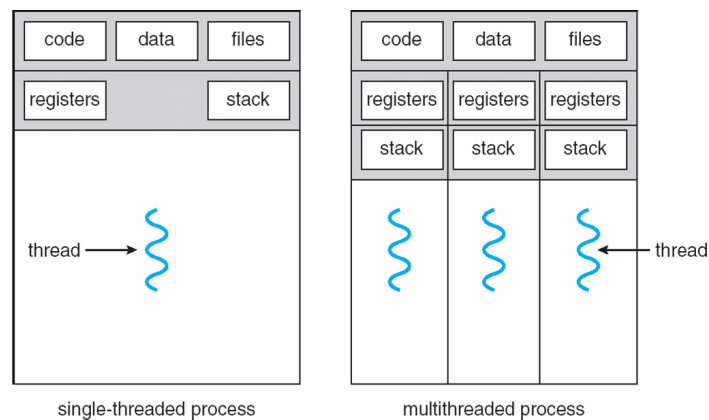 code data files code data files
registers stack registers registers registers
stack stack stack
thread thread
single-threaded process multithreaded process